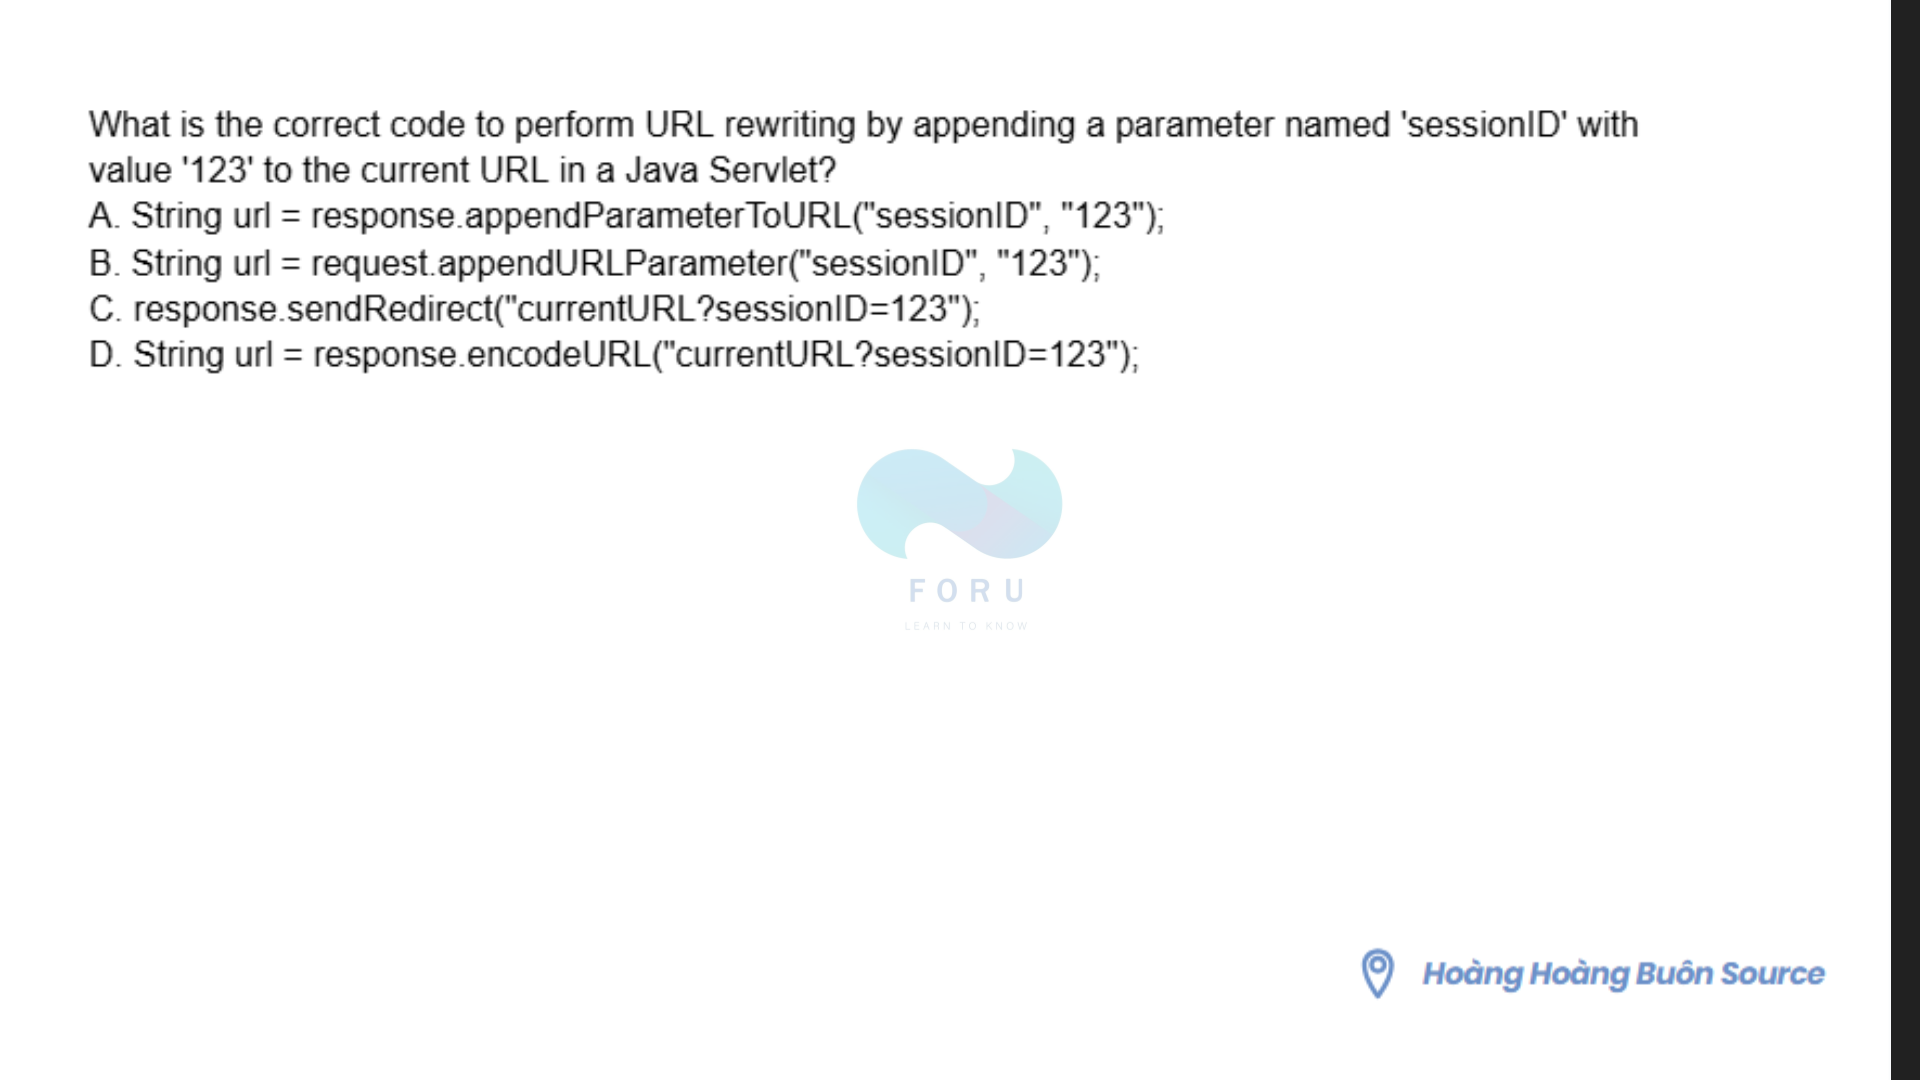 What is the correct code to perform URL rewriting by appending a parameter named 'sessionID' with
value '123' to the current URL in a Java Servlet?
A. String url = response.appendParameterToURL("sessionID", "123");
B. String url = request.appendURLParameter("sessionID", "123");
C. response.sendRedirect("currentURL?sessionID=123");
D. String url = response.encodeURL("currentURL?sessionID=123");
FORU
LEARN TO KNOW
Hoàng Hoàng Buôn Source